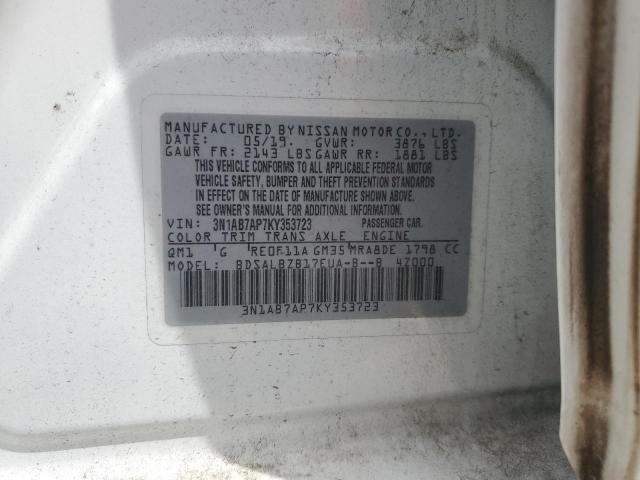 MANUFACTURED BY NISSAN MOTOR CO., LTD.
DATE: 05/19. GVWR: 3876 LBS
GAWR FR: 2143 LBS GAWR RR: 1881 LBS
THIS VEHICLE CONFORMS TO ALL APPLICABLE FEDERAL MOTOR
VEHICLE SAFETY, BUMPER AND THEFT PREVENTION STANDARDS
IN EFFECT ON THE DATE OF MANUFACTURE SHOWN ABOVE.
SEE OWNER'S MANUAL FOR ADDITIONAL INFORMATION
VIN: 3N1AB7AP7KY353723 PASSENGER CAR.
COLOR TRIM TRANS AXLE ENGINE
QM1 G RE0F11A GM35 MRA8DE 1798 CC
MODEL: BDSALBZB17EUA-B--B 4Z000
3N1AB7AP7KY353723